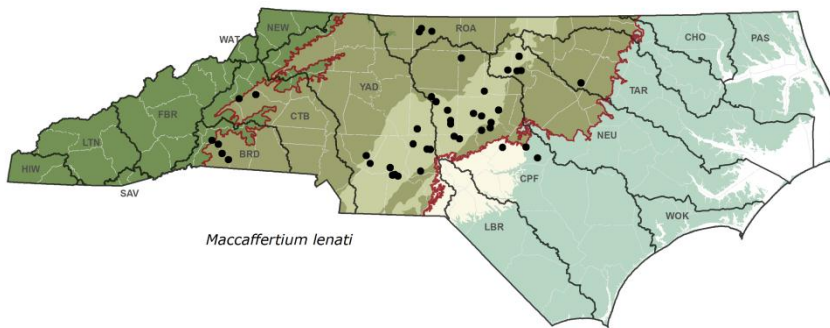 ROA
NEW
WAT
CHO
PAS
YAD
TAR
FBR
CTB
NEU
LTN
BRD
HIW
CPF
SAV
WOK
LBR
Maccaffertium lenati